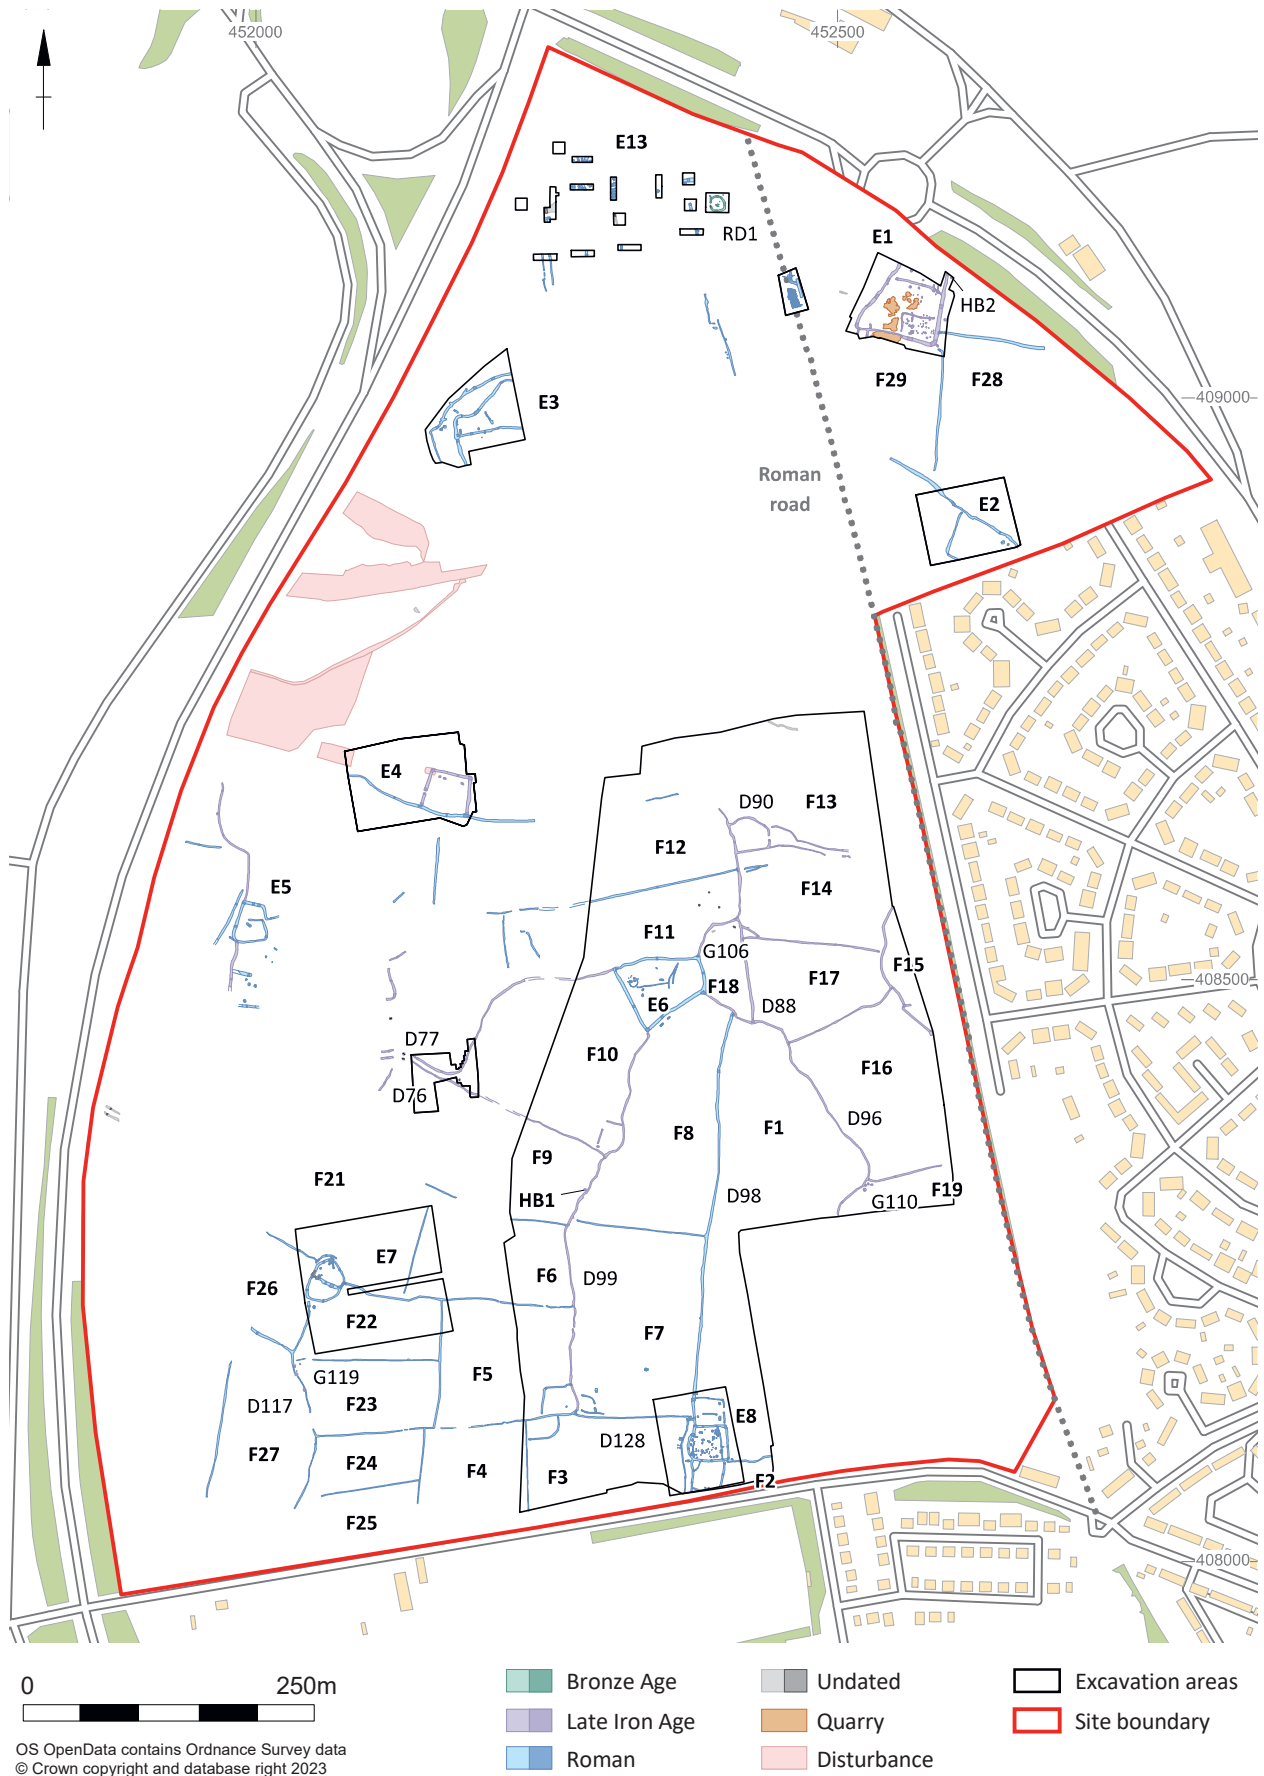 452000
452500
E13
RD1
E1
HB2
F29
F28
409000
E3
Roman
road
E2
E4
D90
F13
F12
F14
E5
F11
G106
F15
F17
F18
408500
E6
D88
D77
F10
F16
D76
D96
F8
F1
F9
F21
HB1
D98
F19
G110
E7
F6
D99
F26
F22
F7
F5
G119
D117
F23
E8
D128
F27
F24
F4
F3
F2
F25
408000
0 250m
OS OpenData contains Ordnance Survey data
© Crown copyright and database right 2023
Bronze Age
Late Iron Age
Roman
Undated
Quarry
Disturbance
Excavation areas
Site boundary